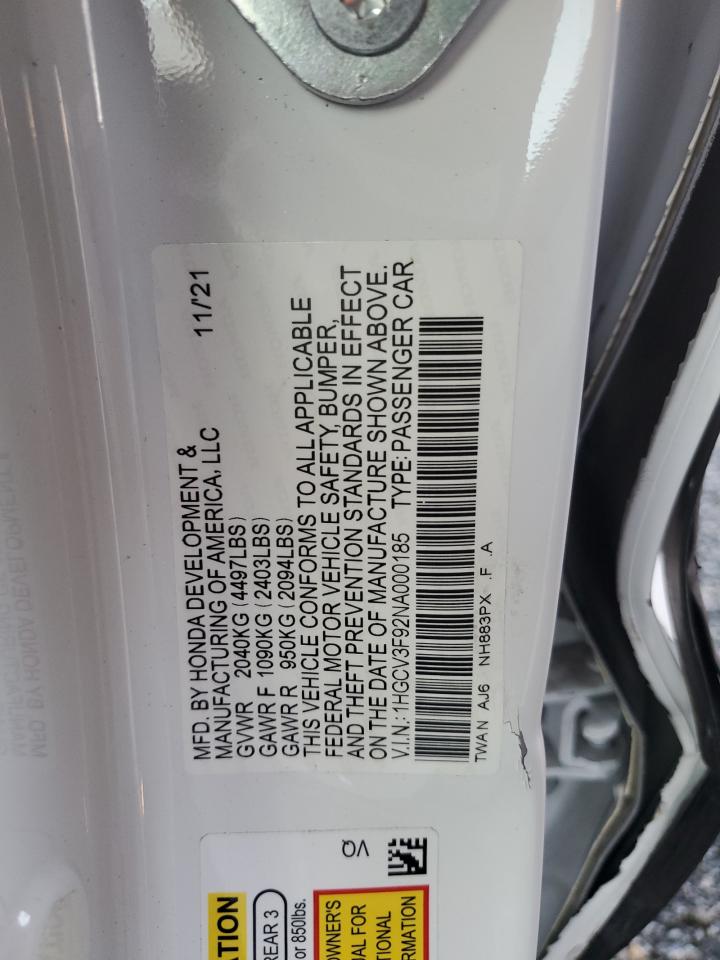 MFD. BY HONDA DEVELOPMENT &
MANUFACTURING OF AMERICA, LLC 11/'21
GVWR 2040KG (4497LBS)
GAWR F 1090KG (2403LBS)
GAWR R 950KG (2094LBS)
THIS VEHICLE CONFORMS TO ALL APPLICABLE
FEDERAL MOTOR VEHICLE SAFETY, BUMPER,
AND THEFT PREVENTION STANDARDS IN EFFECT
ON THE DATE OF MANUFACTURE SHOWN ABOVE.
V.I.N.:1HGCV3F92NA000185 TYPE: PASSENGER CAR
TWAN AJ6 NH883PX .F .A
VQ
ATION
REAR 3
or 850lbs.
OWNER'S
UAL FOR
TIONAL
RMATION